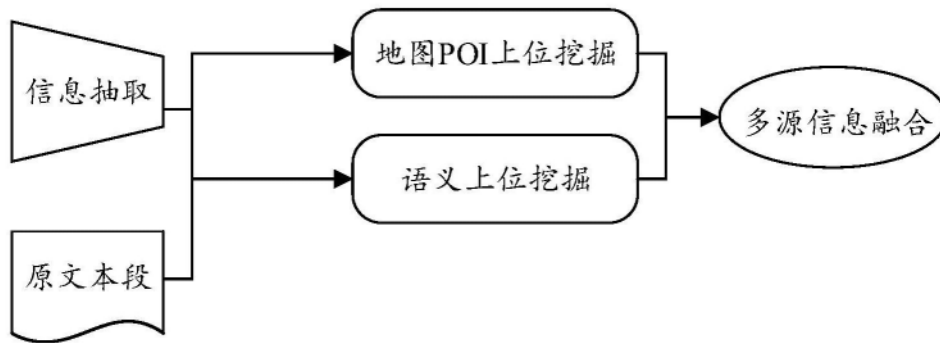 信息抽取
原文本段
地图POI上位挖掘
语义上位挖掘
多源信息融合